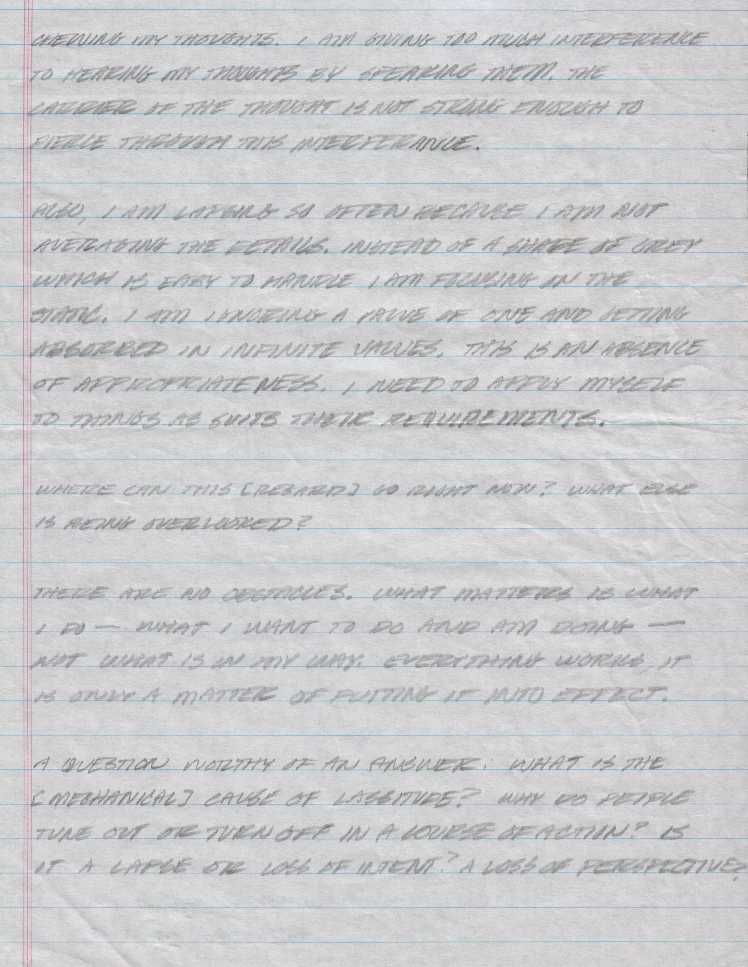 CHEWING MY THOUGHTS. I AM GIVING TOO MUCH INTERFERENCE
TO HEARING MY THOUGHTS BY SPEAKING THEM. THE
CARRIER OF THE THOUGHT IS NOT STRONG ENOUGH TO
PIERCE THROUGH THIS INTERFERANCE.
ALSO, I AM LAPSING SO OFTEN BECAUSE I AM NOT
AVERAGING THE DETAILS. INSTEAD OF A SHADE OF GREY
WHICH IS EASY TO HANDLE I AM FOCUSING ON THE
STATIC. I AM IGNORING A VALUE OF ONE AND GETTING
ABSORBED IN INFINITE VALUES. THIS IS AN ABSENCE
OF APPROPRIATENESS. I NEED TO APPLY MYSELF
TO THINGS AS SUITS THEIR REQUIREMENTS.
WHERE CAN THIS [REGARD] GO RIGHT NOW? WHAT ELSE
IS BEING OVERLOOKED?
THERE ARE NO OBSTACLES. WHAT MATTERS IS WHAT
I DO — WHAT I WANT TO DO AND AM DOING —
NOT WHAT IS IN MY WAY. EVERYTHING WORKS, IT
IS ONLY A MATTER OF PUTTING IT INTO EFFECT.
A QUESTION WORTHY OF AN ANSWER: WHAT IS THE
[MECHANICAL] CAUSE OF LASSITUDE? WHY DO PEOPLE
TUNE OUT OR TURN OFF IN A COURSE OF ACTION? IS
IT A LAPSE OR LOSS OF INTENT? A LOSS OF PERSPECTIVE?